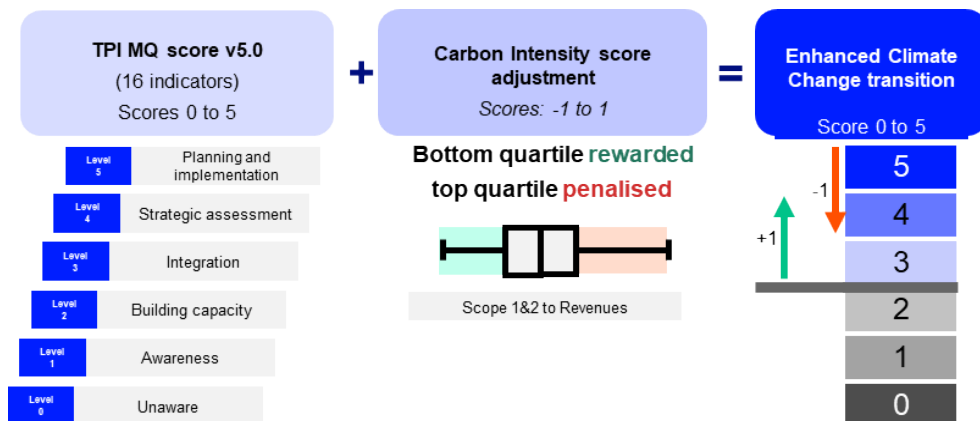 TPI MQ score v5.0
(16 indicators)
Scores 0 to 5
+
Carbon Intensity score
adjustment
Scores: -1 to 1
=
Enhanced Climate
Change transition
Score 0 to 5
Level
5
Planning and
implementation
Level
4
Strategic assessment
Level
3
Integration
Level
2
Building capacity
Level
1
Awareness
Level
0
Unaware
Bottom quartile rewarded
top quartile penalised
Scope 1&2 to Revenues
+1
-1
5
4
3
2
1
0